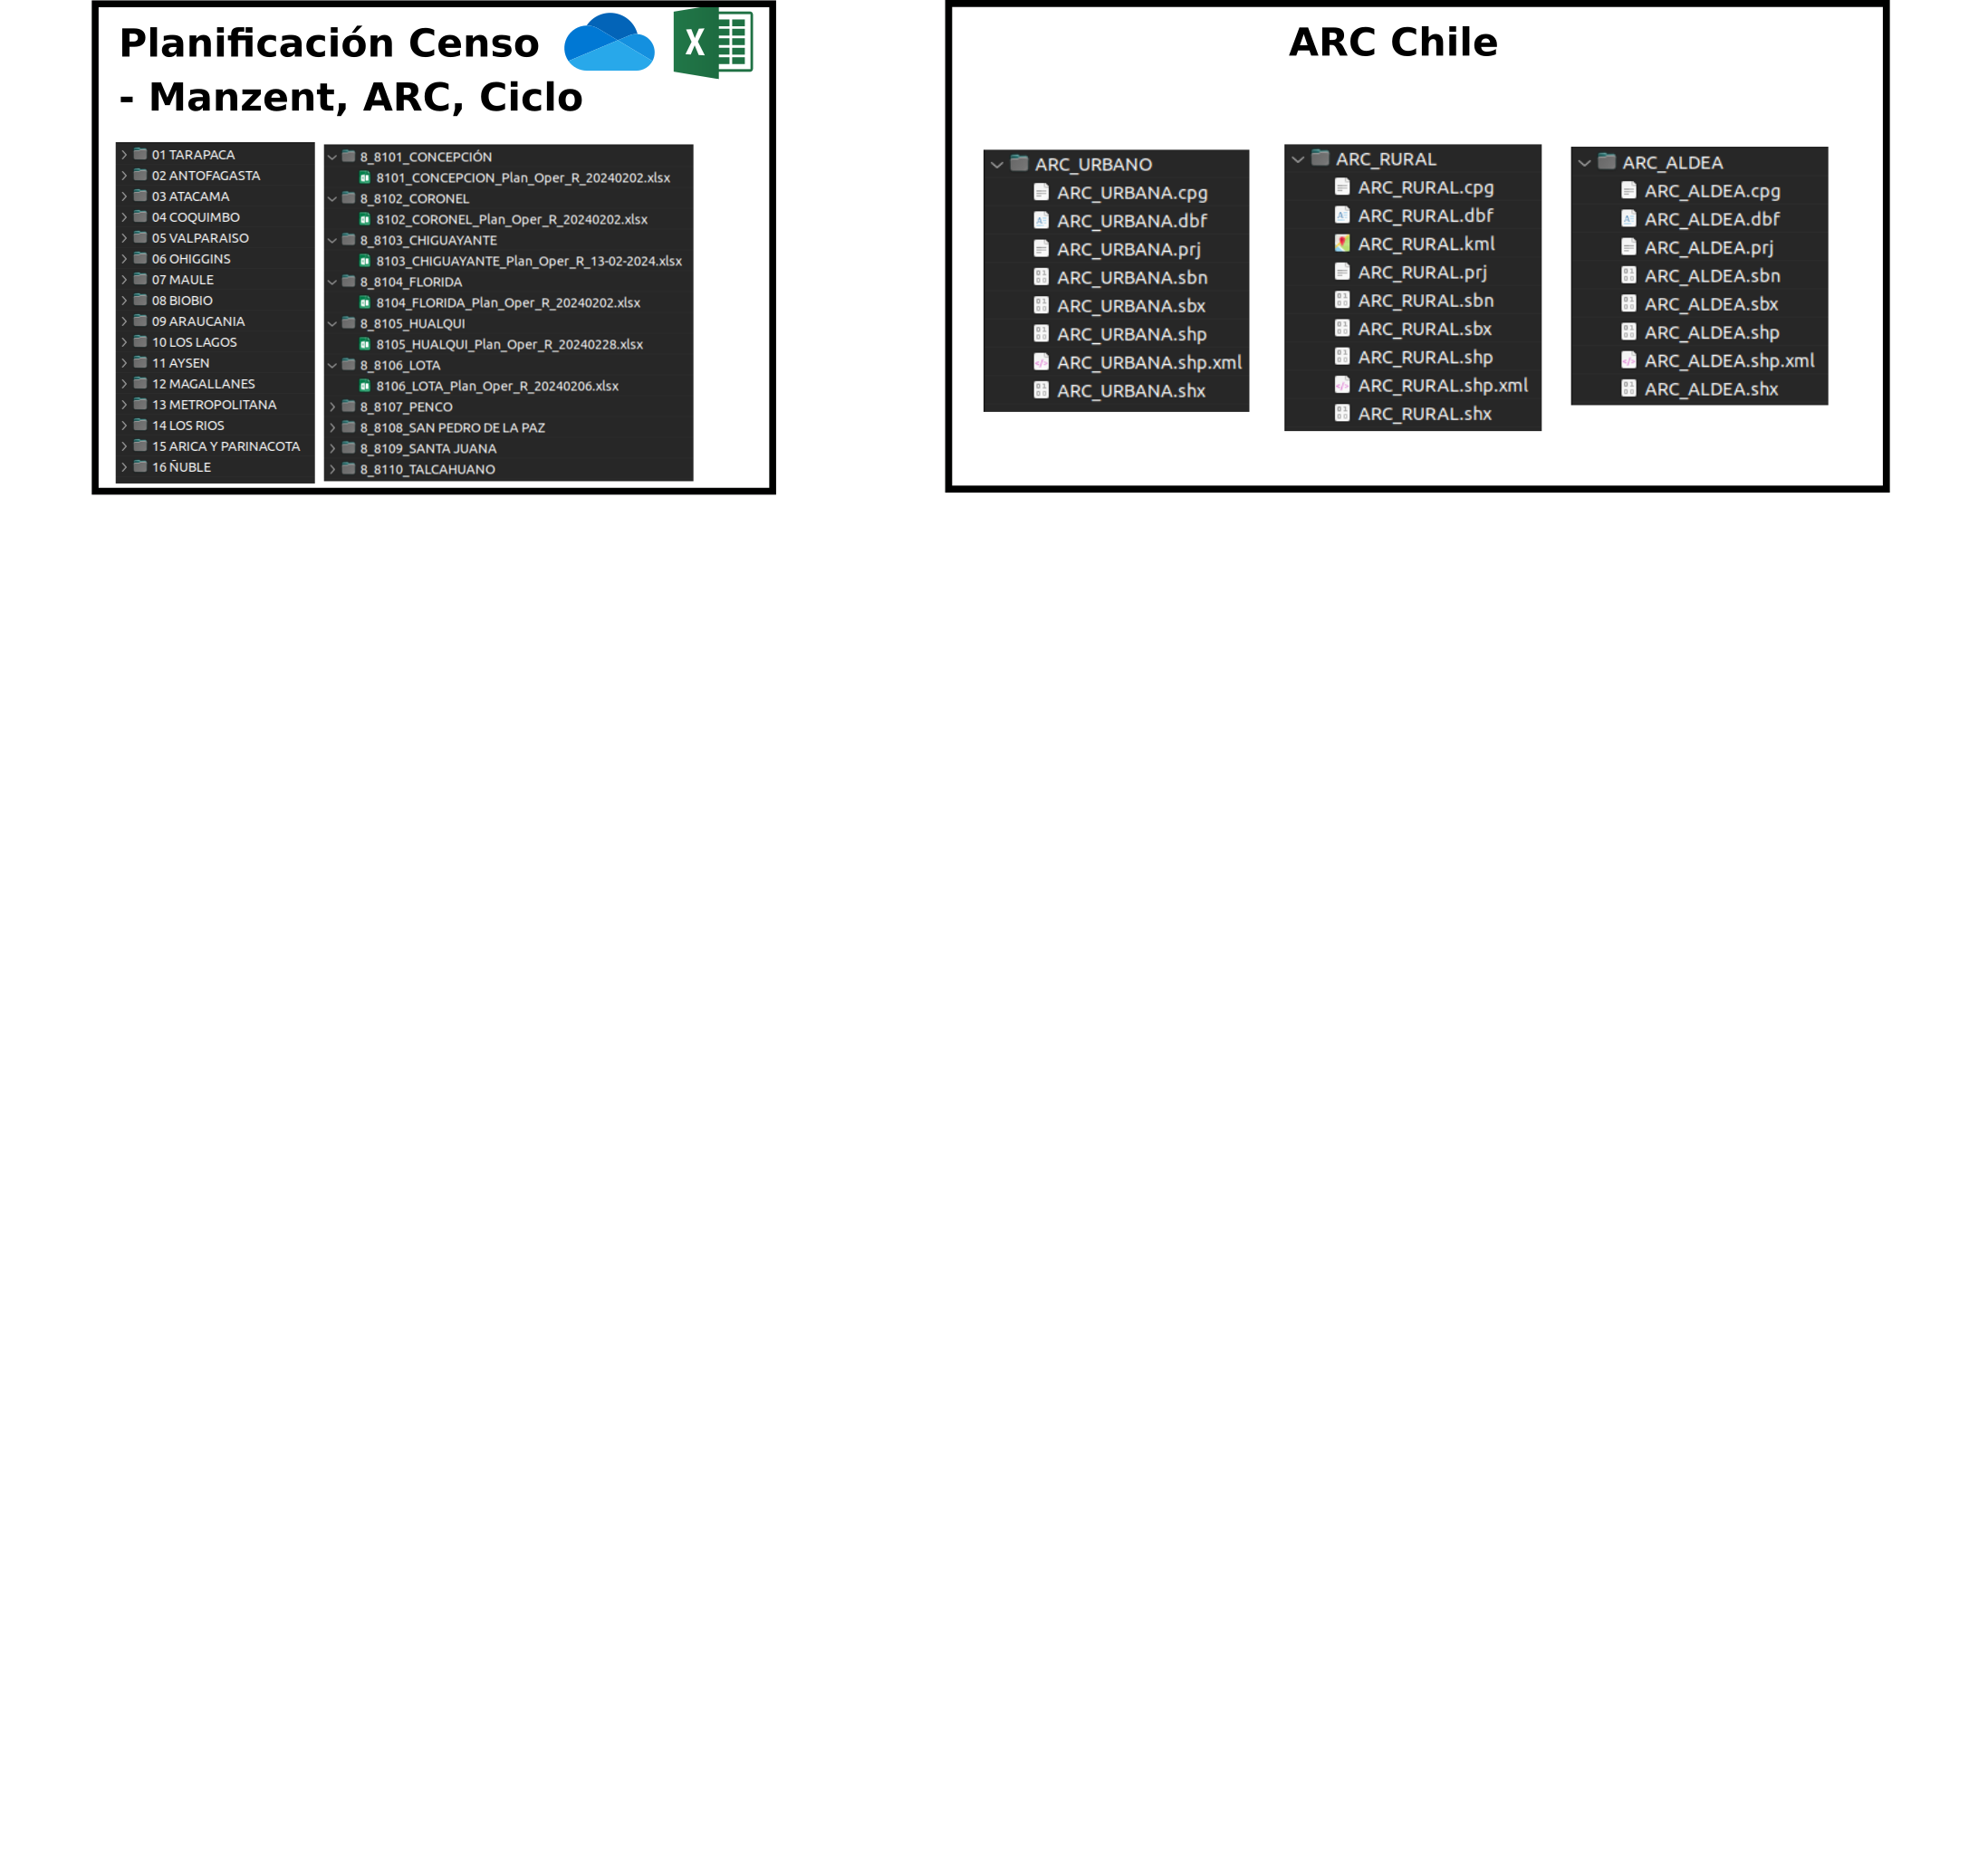 Planificación Censo
- Manzent, ARC, Ciclo
X
01 TARAPACA
02 ANTOFAGASTA
03 ATACAMA
04 COQUIMBO
05 VALPARAISO
06 OHIGGINS
07 MAULE
08 BIOBIO
09 ARAUCANIA
10 LOS LAGOS
11 AYSEN
12 MAGALLANES
13 METROPOLITANA
14 LOS RIOS
15 ARICA Y PARINACOTA
16 ÑUBLE
8_8101_CONCEPCIÓN
8101_CONCEPCION_Plan_Oper_R_20240202.xlsx
8_8102_CORONEL
8102_CORONEL_Plan_Oper_R_20240202.xlsx
8_8103_CHIGUAYANTE
8103_CHIGUAYANTE_Plan_Oper_R_13-02-2024.xlsx
8_8104_FLORIDA
8104_FLORIDA_Plan_Oper_R_20240202.xlsx
8_8105_HUALQUI
8105_HUALQUI_Plan_Oper_R_20240228.xlsx
8_8106_LOTA
8106_LOTA_Plan_Oper_R_20240206.xlsx
8_8107_PENCO
8_8108_SAN PEDRO DE LA PAZ
8_8109_SANTA JUANA
8_8110_TALCAHUANO
ARC Chile
ARC_URBANO
ARC_URBANA.cpg
ARC_URBANA.dbf
ARC_URBANA.prj
ARC_URBANA.sbn
ARC_URBANA.sbx
ARC_URBANA.shp
ARC_URBANA.shp.xml
ARC_URBANA.shx
ARC_RURAL
ARC_RURAL.cpg
ARC_RURAL.dbf
ARC_RURAL.kml
ARC_RURAL.prj
ARC_RURAL.sbn
ARC_RURAL.sbx
ARC_RURAL.shp
ARC_RURAL.shp.xml
ARC_RURAL.shx
ARC_ALDEA
ARC_ALDEA.cpg
ARC_ALDEA.dbf
ARC_ALDEA.prj
ARC_ALDEA.sbn
ARC_ALDEA.sbx
ARC_ALDEA.shp
ARC_ALDEA.shp.xml
ARC_ALDEA.shx